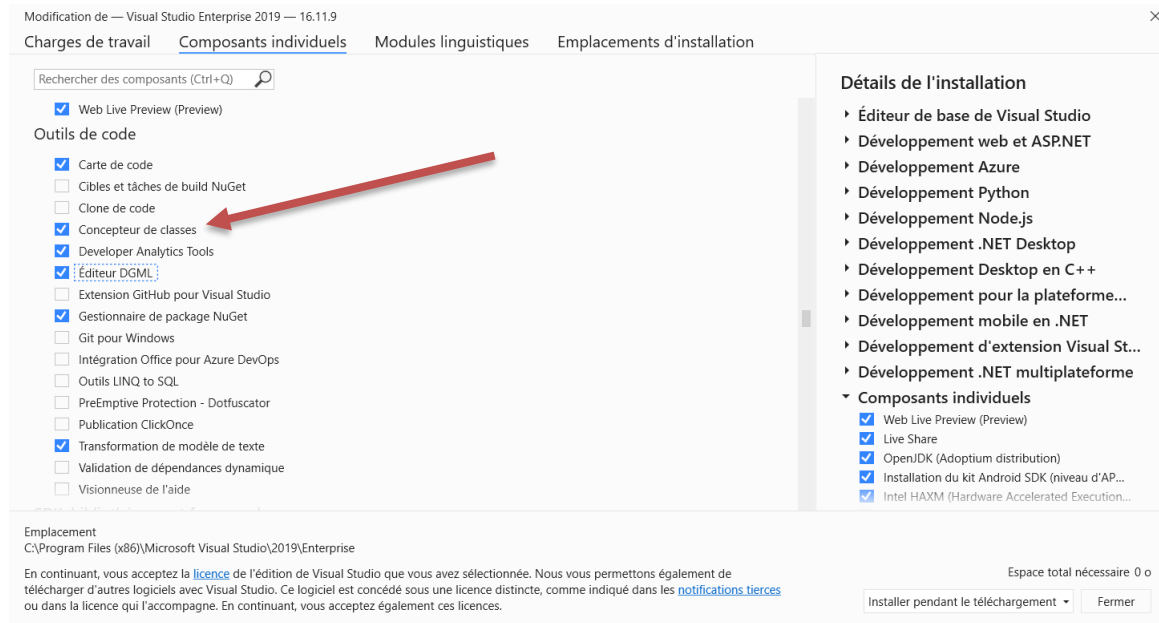 Modification de — Visual Studio Enterprise 2019 — 16.11.9
Charges de travail Composants individuels Modules linguistiques Emplacements d'installation
Rechercher des composants (Ctrl+Q)
Web Live Preview (Preview)
Outils de code
Carte de code
Cibles et tâches de build NuGet
Clone de code
Concepteur de classes
Developer Analytics Tools
Éditeur DGML
Extension GitHub pour Visual Studio
Gestionnaire de package NuGet
Git pour Windows
Intégration Office pour Azure DevOps
Outils LINQ to SQL
PreEmptive Protection - Dotfuscator
Publication ClickOnce
Transformation de modèle de texte
Validation de dépendances dynamique
Visionneuse de l'aide
Détails de l'installation
Éditeur de base de Visual Studio
Développement web et ASP.NET
Développement Azure
Développement Python
Développement Node.js
Développement .NET Desktop
Développement Desktop en C++
Développement pour la plateforme...
Développement mobile en .NET
Développement d'extension Visual St...
Développement .NET multiplateforme
Composants individuels
Web Live Preview (Preview)
Live Share
OpenJDK (Adoptium distribution)
Installation du kit Android SDK (niveau d'AP...
Intel HAXM (Hardware Accelerated Execution...
Emplacement
C:\Program Files (x86)\Microsoft Visual Studio\2019\Enterprise
En continuant, vous acceptez la licence de l'édition de Visual Studio que vous avez sélectionnée. Nous vous permettons également de
télécharger d'autres logiciels avec Visual Studio. Ce logiciel est concédé sous une licence distincte, comme indiqué dans les notifications tierces
ou dans la licence qui l'accompagne. En continuant, vous acceptez également ces licences.
Espace total nécessaire 0 o
Installer pendant le téléchargement
Fermer